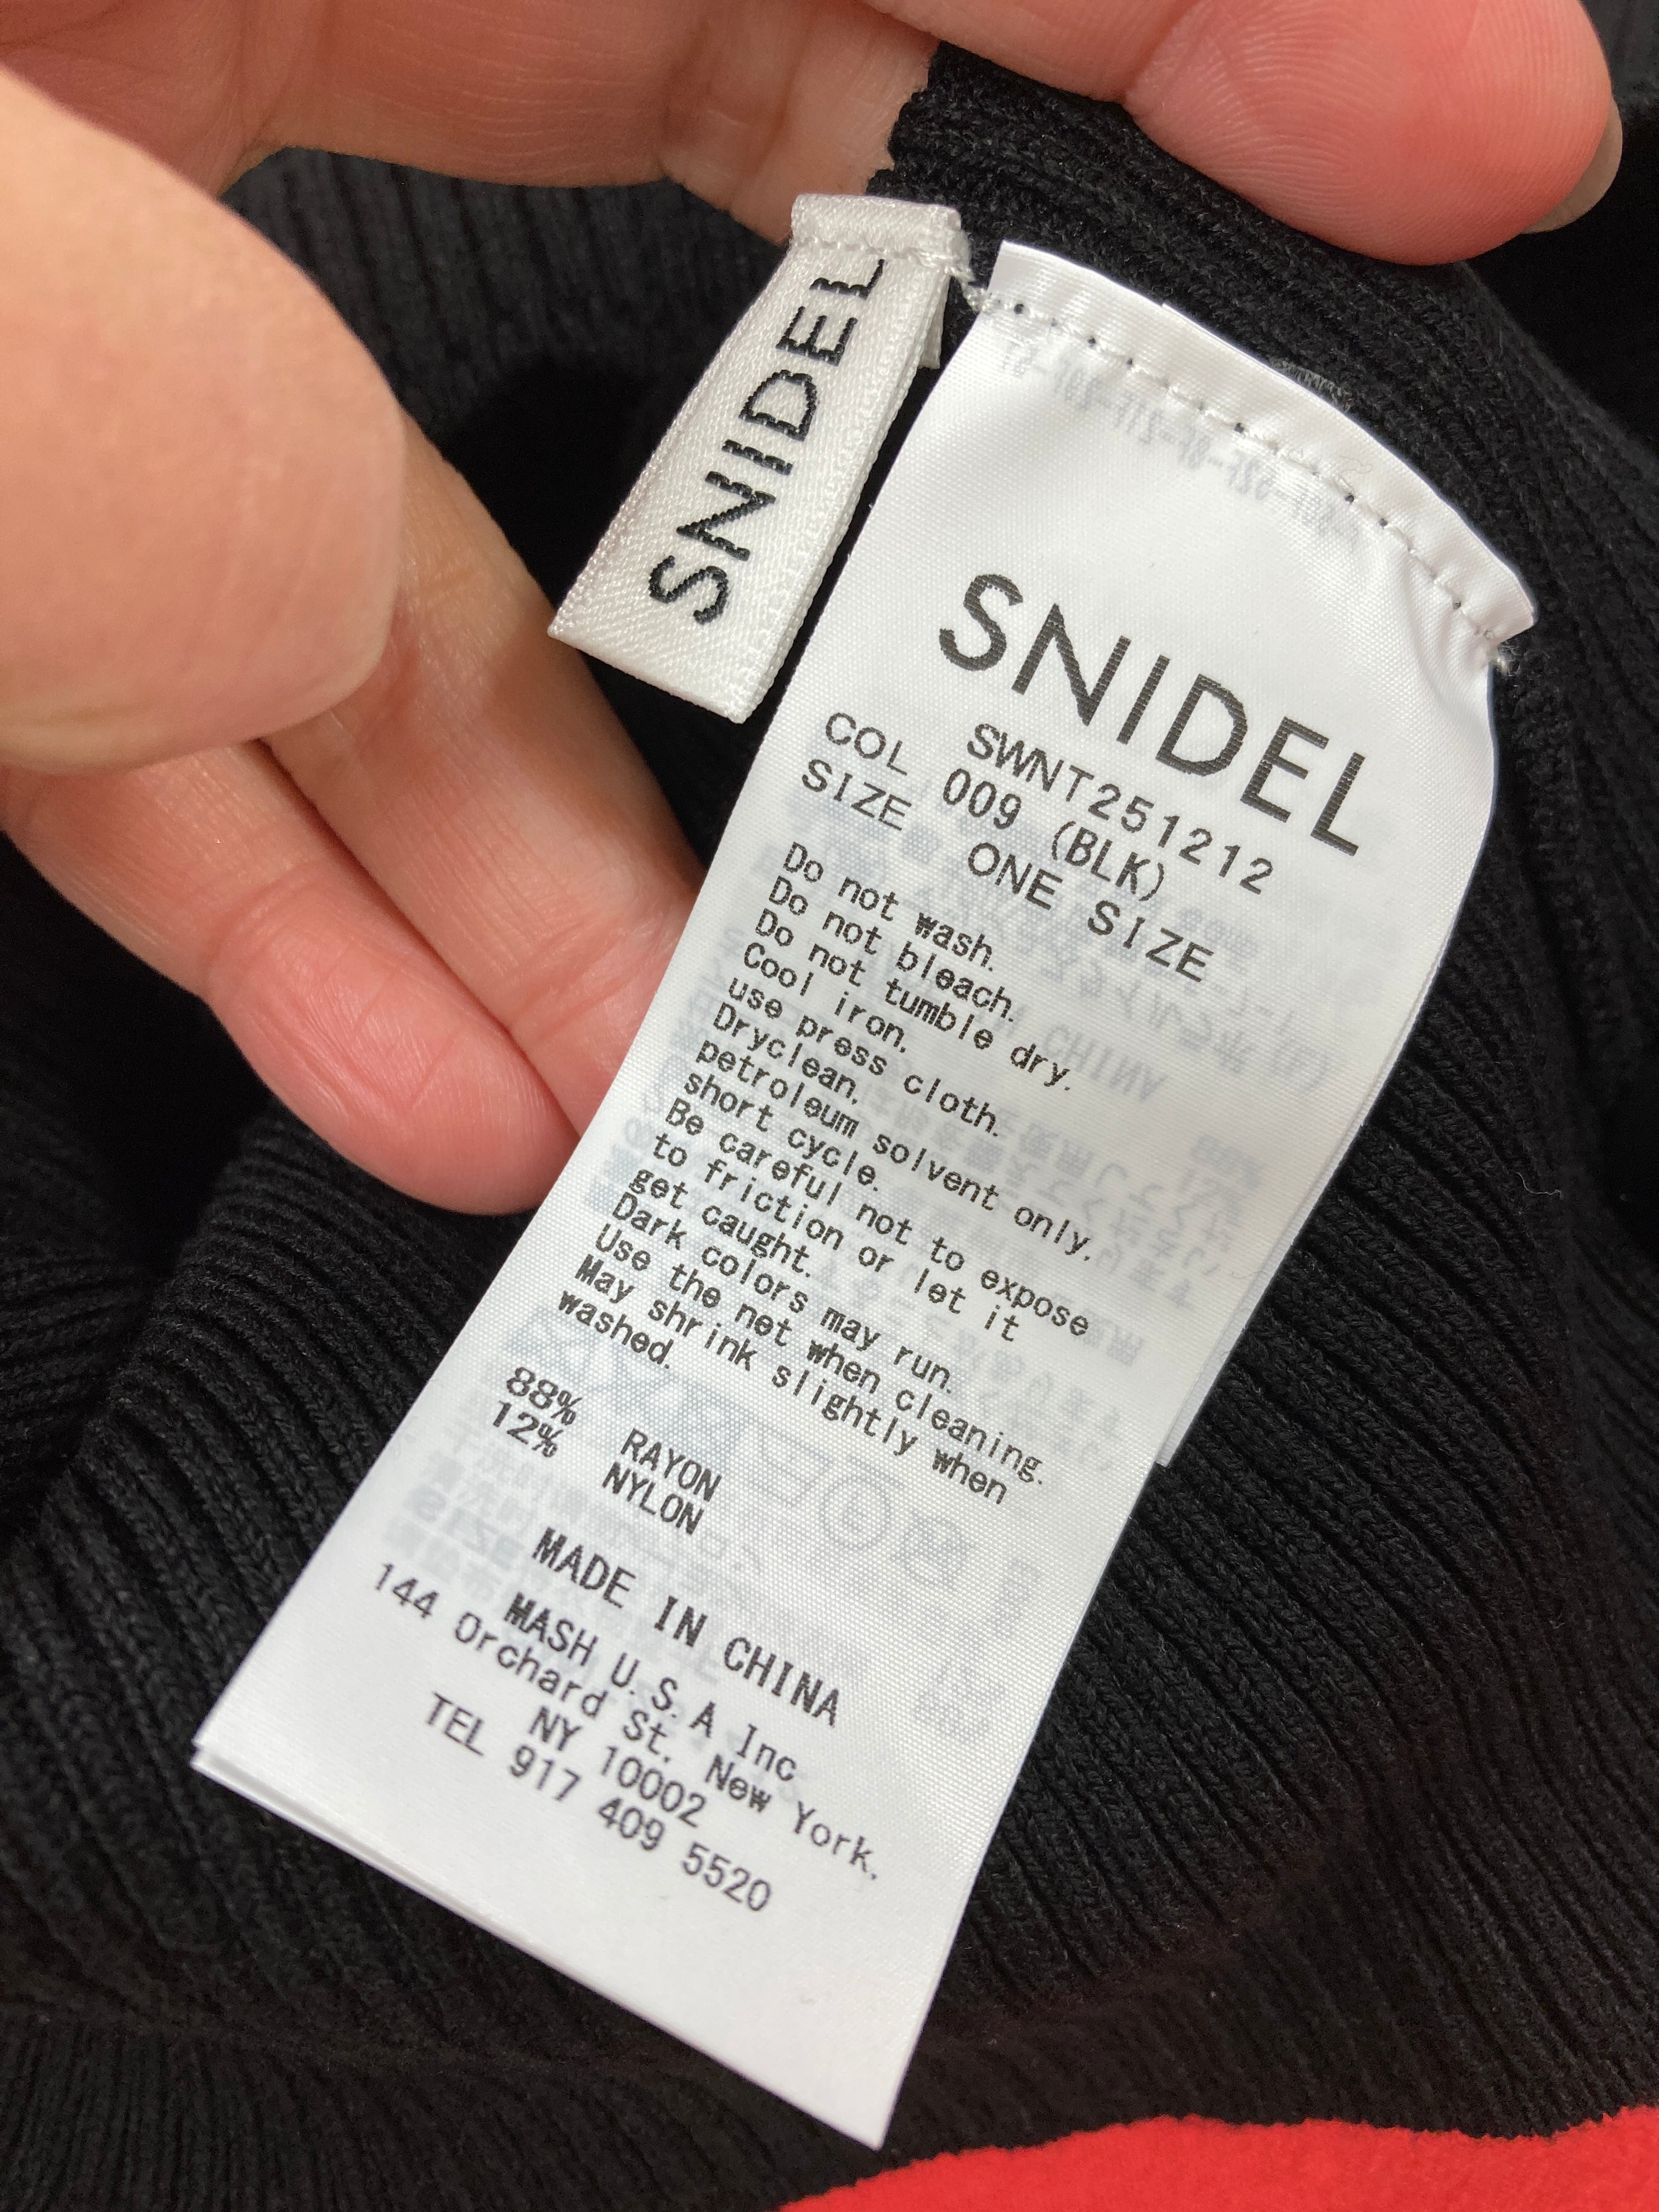 SNIDEL
SNIDEL
SWNT251212
COL 009 (BLK)
SIZE ONE SIZE
Do not wash.
Do not bleach.
Do not tumble dry.
Cool iron.
use press cloth.
Dryclean.
petroleum solvent only.
short cycle.
Be careful not to expose
to friction or let it
get caught.
Dark colors may run.
Use the net when cleaning.
May shrink slightly when
washed.
88% RAYON
12% NYLON
MADE IN CHINA
MASH U.S.A Inc
144 Orchard St. New York.
NY 10002
TEL 917 409 5520